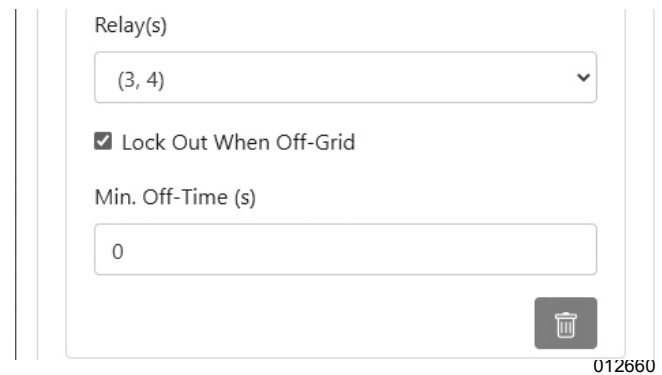 Relay(s)
(3, 4)
Lock Out When Off-Grid
Min. Off-Time (s)
0
012660